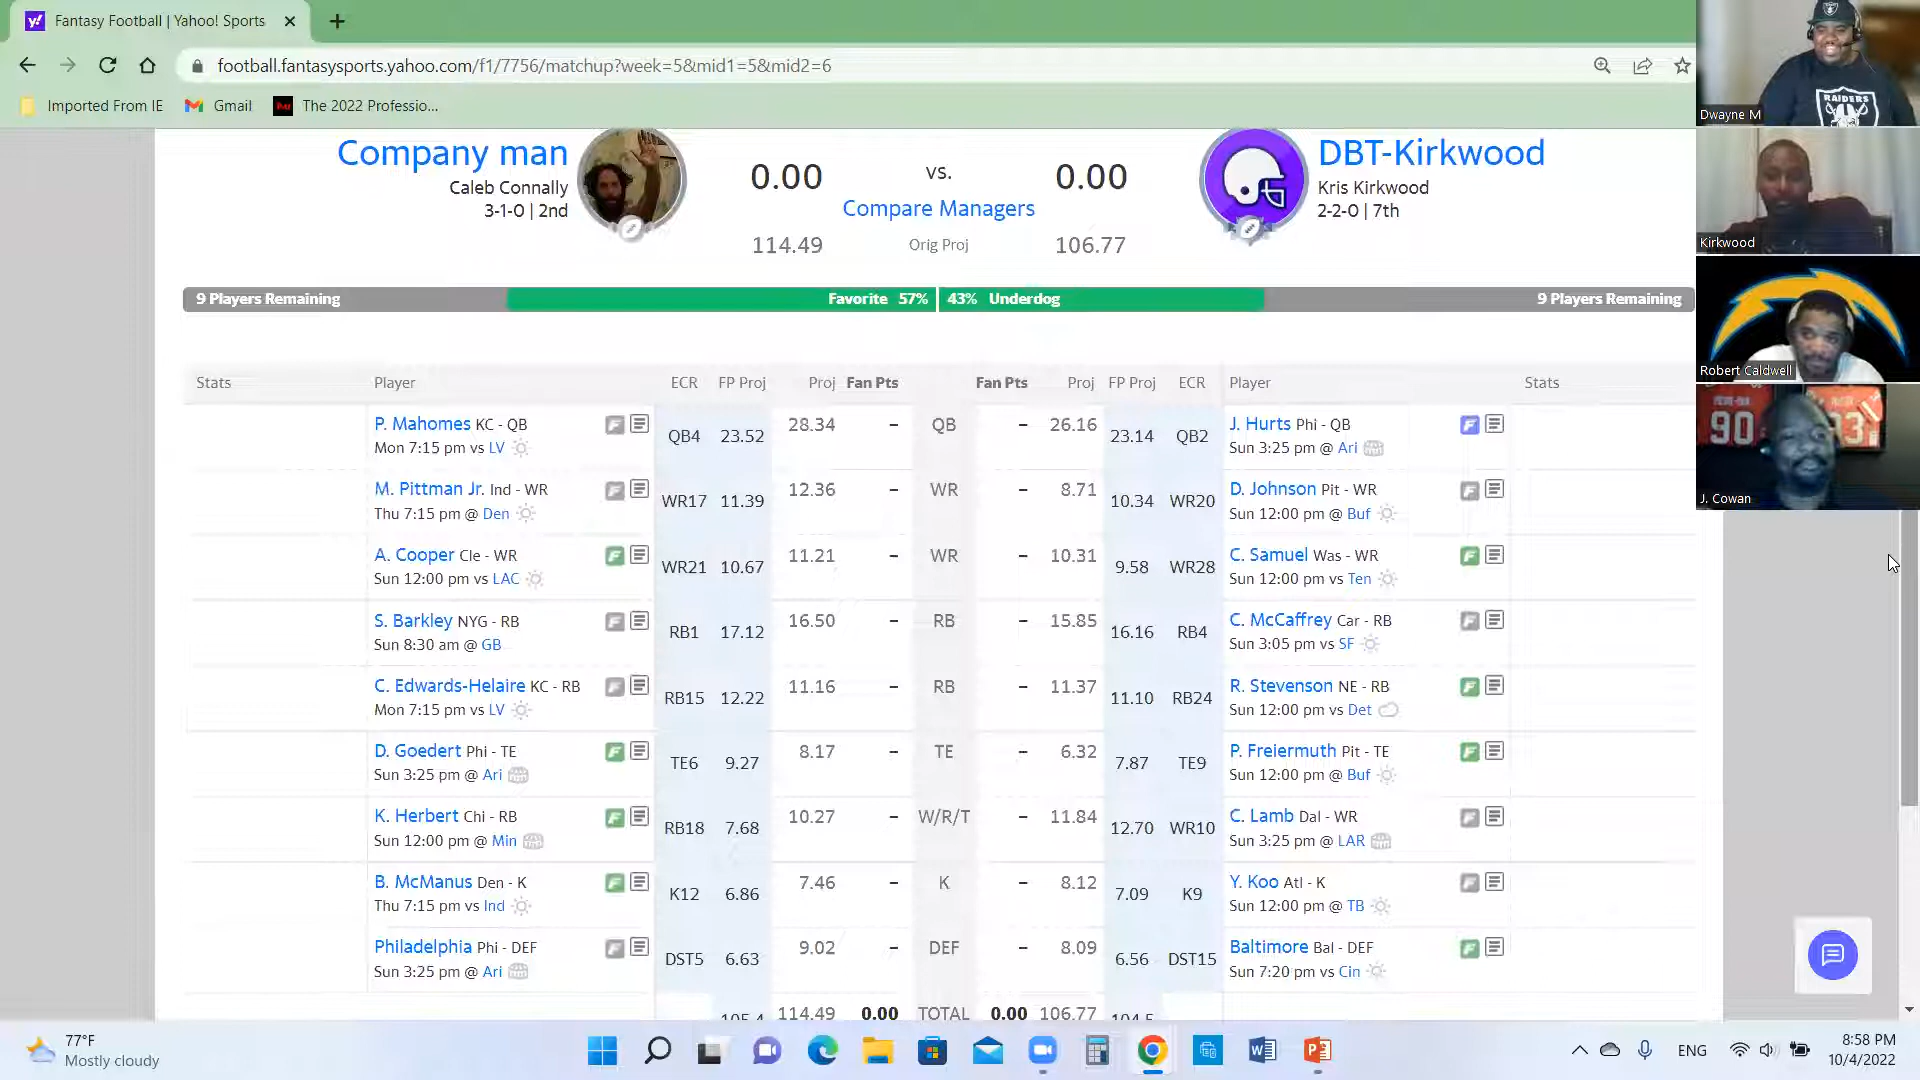 Fantasy Football | Yahoo! Sports
football.fantasysports.yahoo.com/f1/7756/matchup?week=5&mid1=5&mid2=6
Imported From IE Gmail The 2022 Professio...
Company man 0.00 vs. 0.00 DBT-Kirkwood
Caleb Connally Compare Managers Kris Kirkwood
3-1-0 | 2nd 2-2-0 | 7th
114.49 Orig Proj 106.77
9 Players Remaining Favorite 57% 43% Underdog 9 Players Remaining
Stats Player ECR FP Proj Proj Fan Pts Fan Pts Proj FP Proj ECR Player Stats
P. Mahomes KC - QB QB4 23.52 28.34 – QB – 26.16 23.14 QB2 J. Hurts Phi - QB
Mon 7:15 pm vs LV Sun 3:25 pm @ Ari
M. Pittman Jr. Ind - WR WR17 11.39 12.36 – WR – 8.71 10.34 WR20 D. Johnson Pit - WR
Thu 7:15 pm @ Den Sun 12:00 pm @ Buf
A. Cooper Cle - WR WR21 10.67 11.21 – WR – 10.31 9.58 WR28 C. Samuel Was - WR
Sun 12:00 pm vs LAC Sun 12:00 pm vs Ten
S. Barkley NYG - RB RB1 17.12 16.50 – RB – 15.85 16.16 RB4 C. McCaffrey Car - RB
Sun 8:30 am @ GB Sun 3:05 pm vs SF
C. Edwards-Helaire KC - RB RB15 12.22 11.16 – RB – 11.37 11.10 RB24 R. Stevenson NE - RB
Mon 7:15 pm vs LV Sun 12:00 pm vs Det
D. Goedert Phi - TE TE6 9.27 8.17 – TE – 6.32 7.87 TE9 P. Freiermuth Pit - TE
Sun 3:25 pm @ Ari Sun 12:00 pm @ Buf
K. Herbert Chi - RB RB18 7.68 10.27 – W/R/T – 11.84 12.70 WR10 C. Lamb Dal - WR
Sun 12:00 pm @ Min Sun 3:25 pm @ LAR
B. McManus Den - K K12 6.86 7.46 – K – 8.12 7.09 K9 Y. Koo Atl - K
Thu 7:15 pm vs Ind Sun 12:00 pm @ TB
Philadelphia Phi - DEF DST5 6.63 9.02 – DEF – 8.09 6.56 DST15 Baltimore Bal - DEF
Sun 3:25 pm @ Ari Sun 7:20 pm vs Cin
114.49 0.00 TOTAL 0.00 106.77
RAIDERS
Dwayne M
Kirkwood
Robert Caldwell
90
J. Cowan
77°F
Mostly cloudy
ENG
8:58 PM
10/4/2022